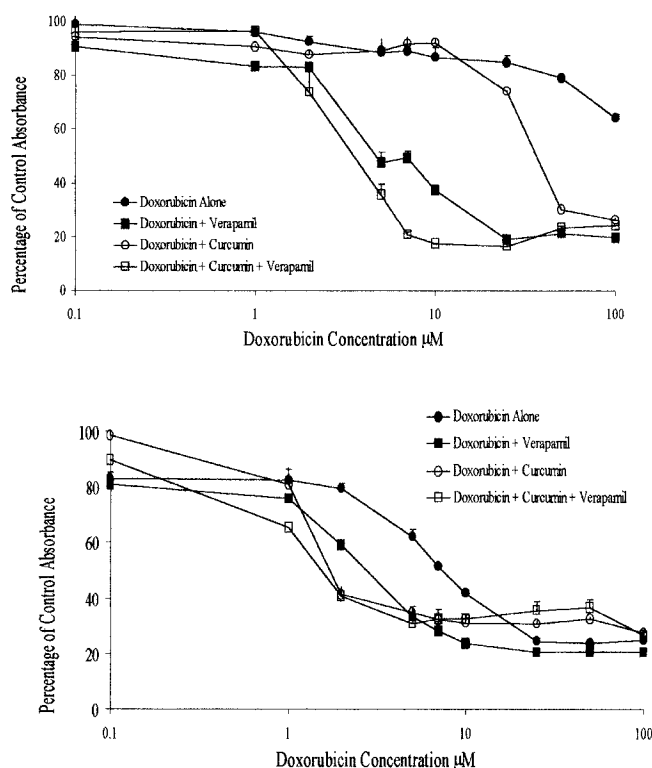 100
80
60
40
20
0
Percentage of Control Absorbance
Doxorubicin Alone
Doxorubicin + Verapamil
Doxorubicin + Curcumin
Doxorubicin + Curcumin + Verapamil
0.1
1
10
100
Doxorubicin Concentration µM
100
80
60
40
20
0
Percentage of Control Absorbance
Doxorubicin Alone
Doxorubicin + Verapamil
Doxorubicin + Curcumin
Doxorubicin + Curcumin + Verapamil
0.1
1
10
100
Doxorubicin Concentration µM